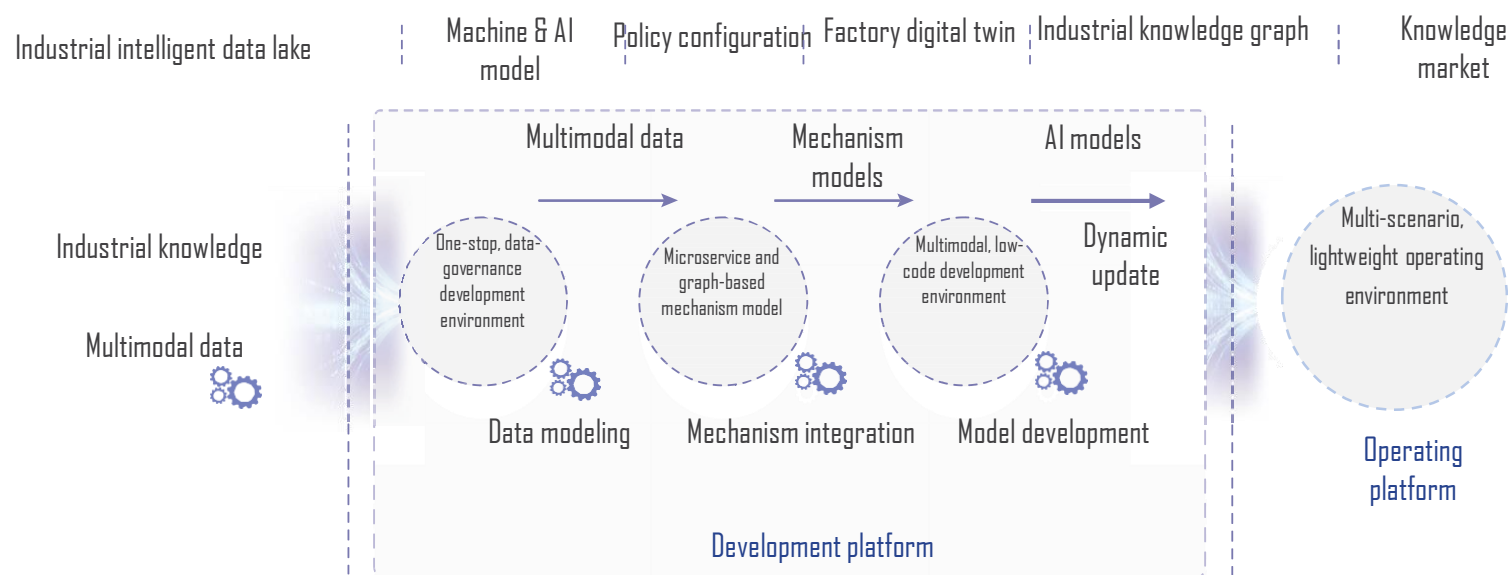 Industrial intelligent data lake
Machine & AI
model
Policy configuration
Factory digital twin
Industrial knowledge graph
Knowledge
market
Multimodal data
Mechanism
models
AI models
Dynamic
update
Industrial knowledge
Multimodal data
One-stop, data-
governance
development
environment
Microservice and
graph-based
mechanism model
Multimodal, low-
code development
environment
Multi-scenario,
lightweight operating
environment
Data modeling
Mechanism integration
Model development
Operating
platform
Development platform